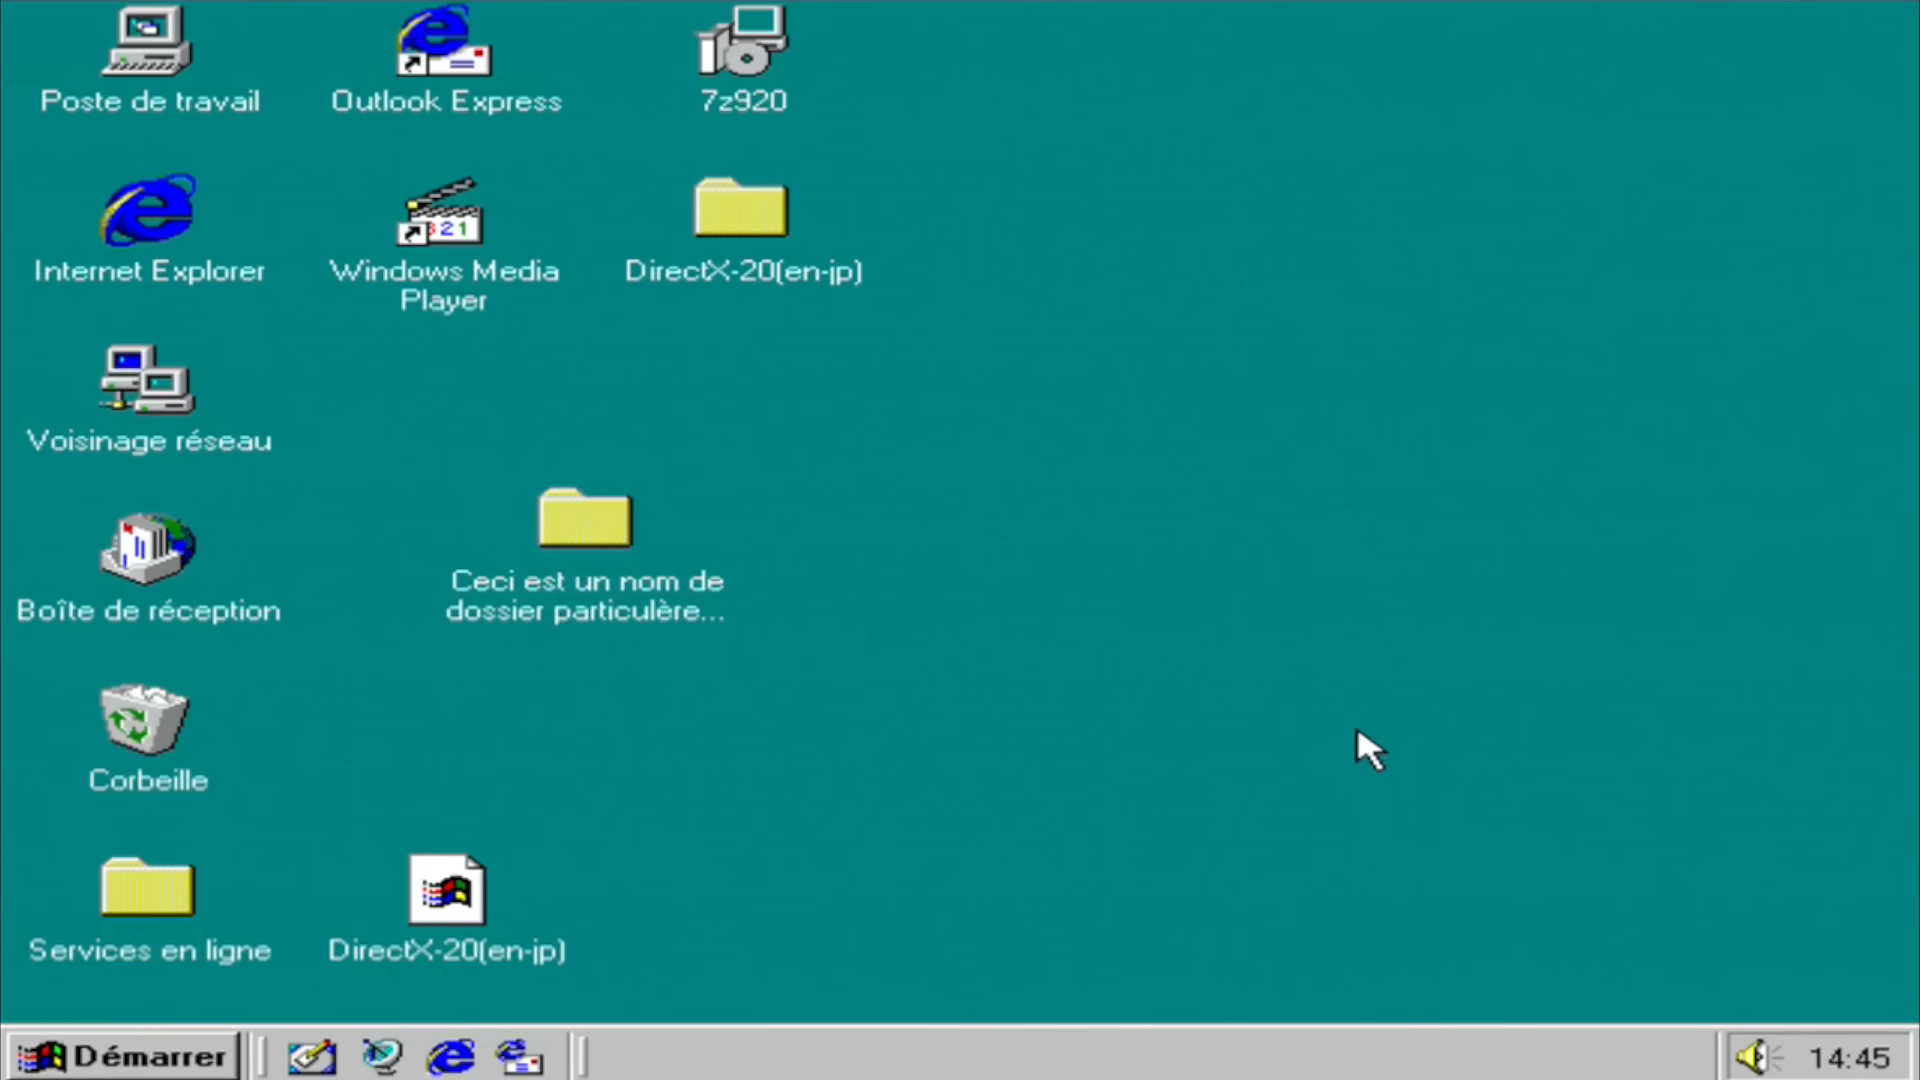 Poste de travail
Outlook Express
7z920
Internet Explorer
Windows Media
Player
DirectX-20(en-jp)
321
Voisinage réseau
Boîte de réception
Ceci est un nom de
dossier particulère...
Corbeille
Services en ligne
DirectX-20(en-jp)
Démarrer
14:45